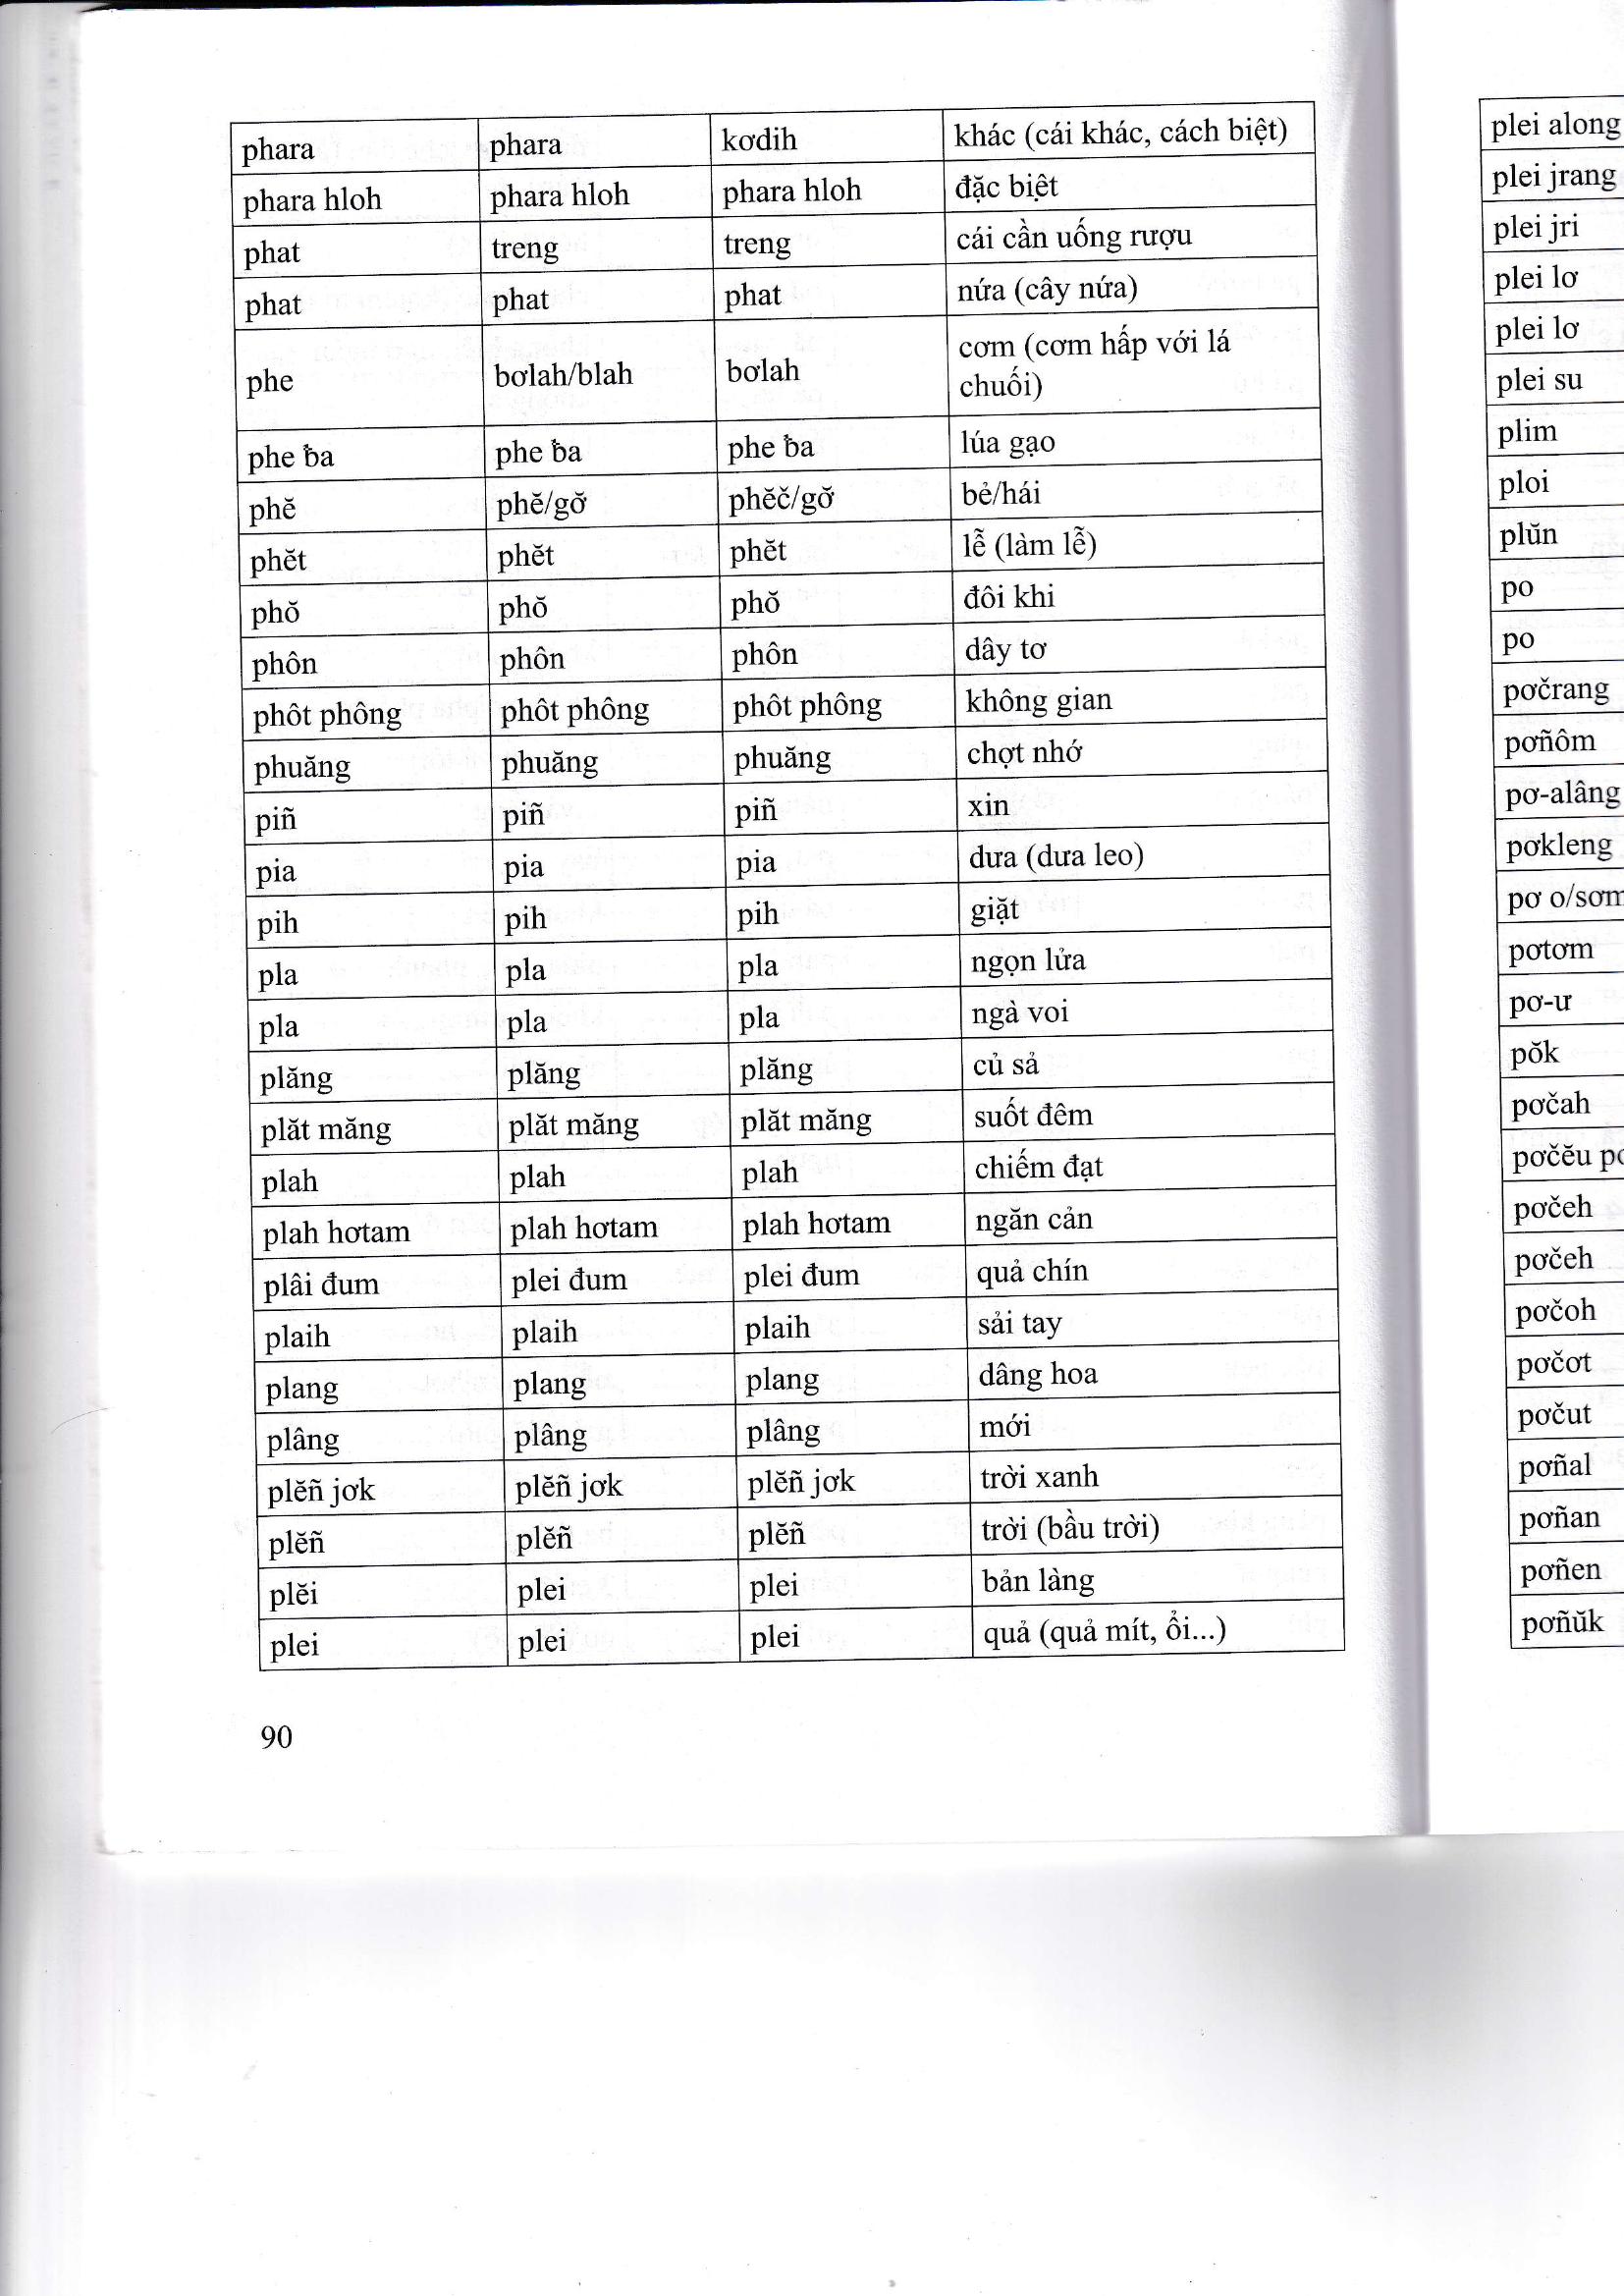 phara phara kơdih khác (cái khác, cách biệt)
phara hloh phara hloh phara hloh đặc biệt
phat treng treng cái cần uống rượu
phat phat phat nứa (cây nứa)
phe bơlah/blah bơlah cơm (cơm hấp với lá
chuối)
phe ƀa phe ƀa phe ƀa lúa gạo
phĕ phĕ/gơ̆ phĕč/gơ̆ bẻ/hái
phĕt phĕt phĕt lễ (làm lễ)
phŏ phŏ phŏ đôi khi
phôn phôn phôn dây tơ
phôt phông phôt phông phôt phông không gian
phuăng phuăng phuăng chợt nhớ
piñ piñ piñ xin
pia pia pia dưa (dưa leo)
pih pih pih giặt
pla pla pla ngọn lửa
pla pla pla ngà voi
plăng plăng plăng củ sả
plăt măng plăt măng plăt măng suốt đêm
plah plah plah chiếm đạt
plah hơtam plah hơtam plah hơtam ngăn cản
plâi đum plei đum plei đum quả chín
plaih plaih plaih sải tay
plang plang plang dâng hoa
plâng plâng plâng mới
plĕñ jơk plĕñ jơk plĕñ jơk trời xanh
plĕñ plĕñ plĕñ trời (bầu trời)
plĕi plei plei bản làng
plei plei plei quả (quả mít, ổi...)
90
plei along
plei jrang
plei jri
plei lơ
plei lơ
plei su
plim
ploi
plŭn
po
po
pơčrang
pơñôm
pơ-alâng
pơkleng
pơ o/sơm
pơtơm
pơ-ư
pŏk
pơčah
pơčĕu
pơčeh
pơčeh
pơčoh
pơčơt
pơčut
pơñal
pơñan
pơñen
pơñŭk